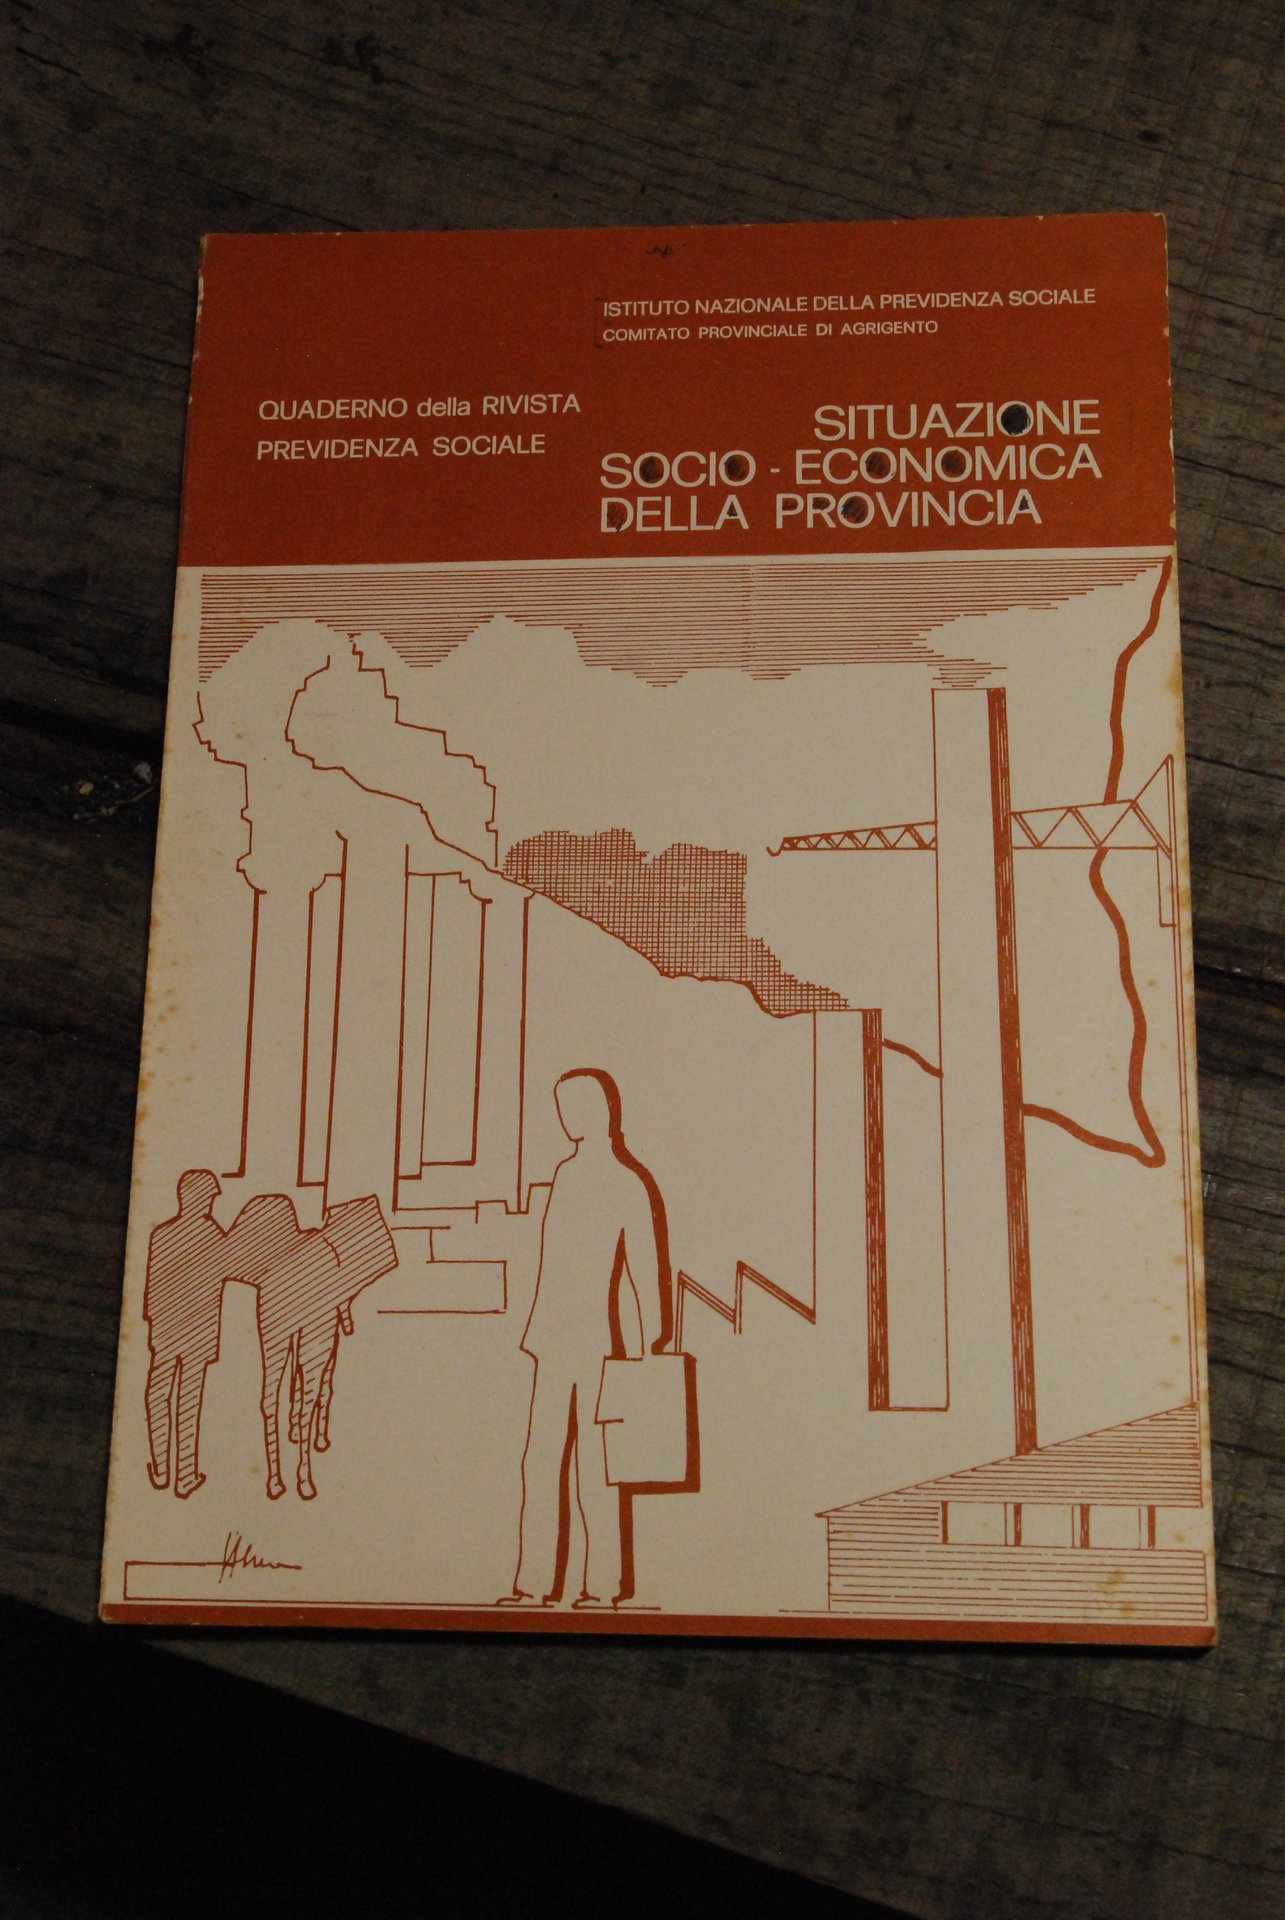 ISTITUTO NAZIONALE DELLA PREVIDENZA SOCIALE
COMITATO PROVINCIALE DI AGRIGENTO
QUADERNO della RIVISTA
PREVIDENZA SOCIALE
SITUAZIONE
SOCIO - ECONOMICA
DELLA PROVINCIA